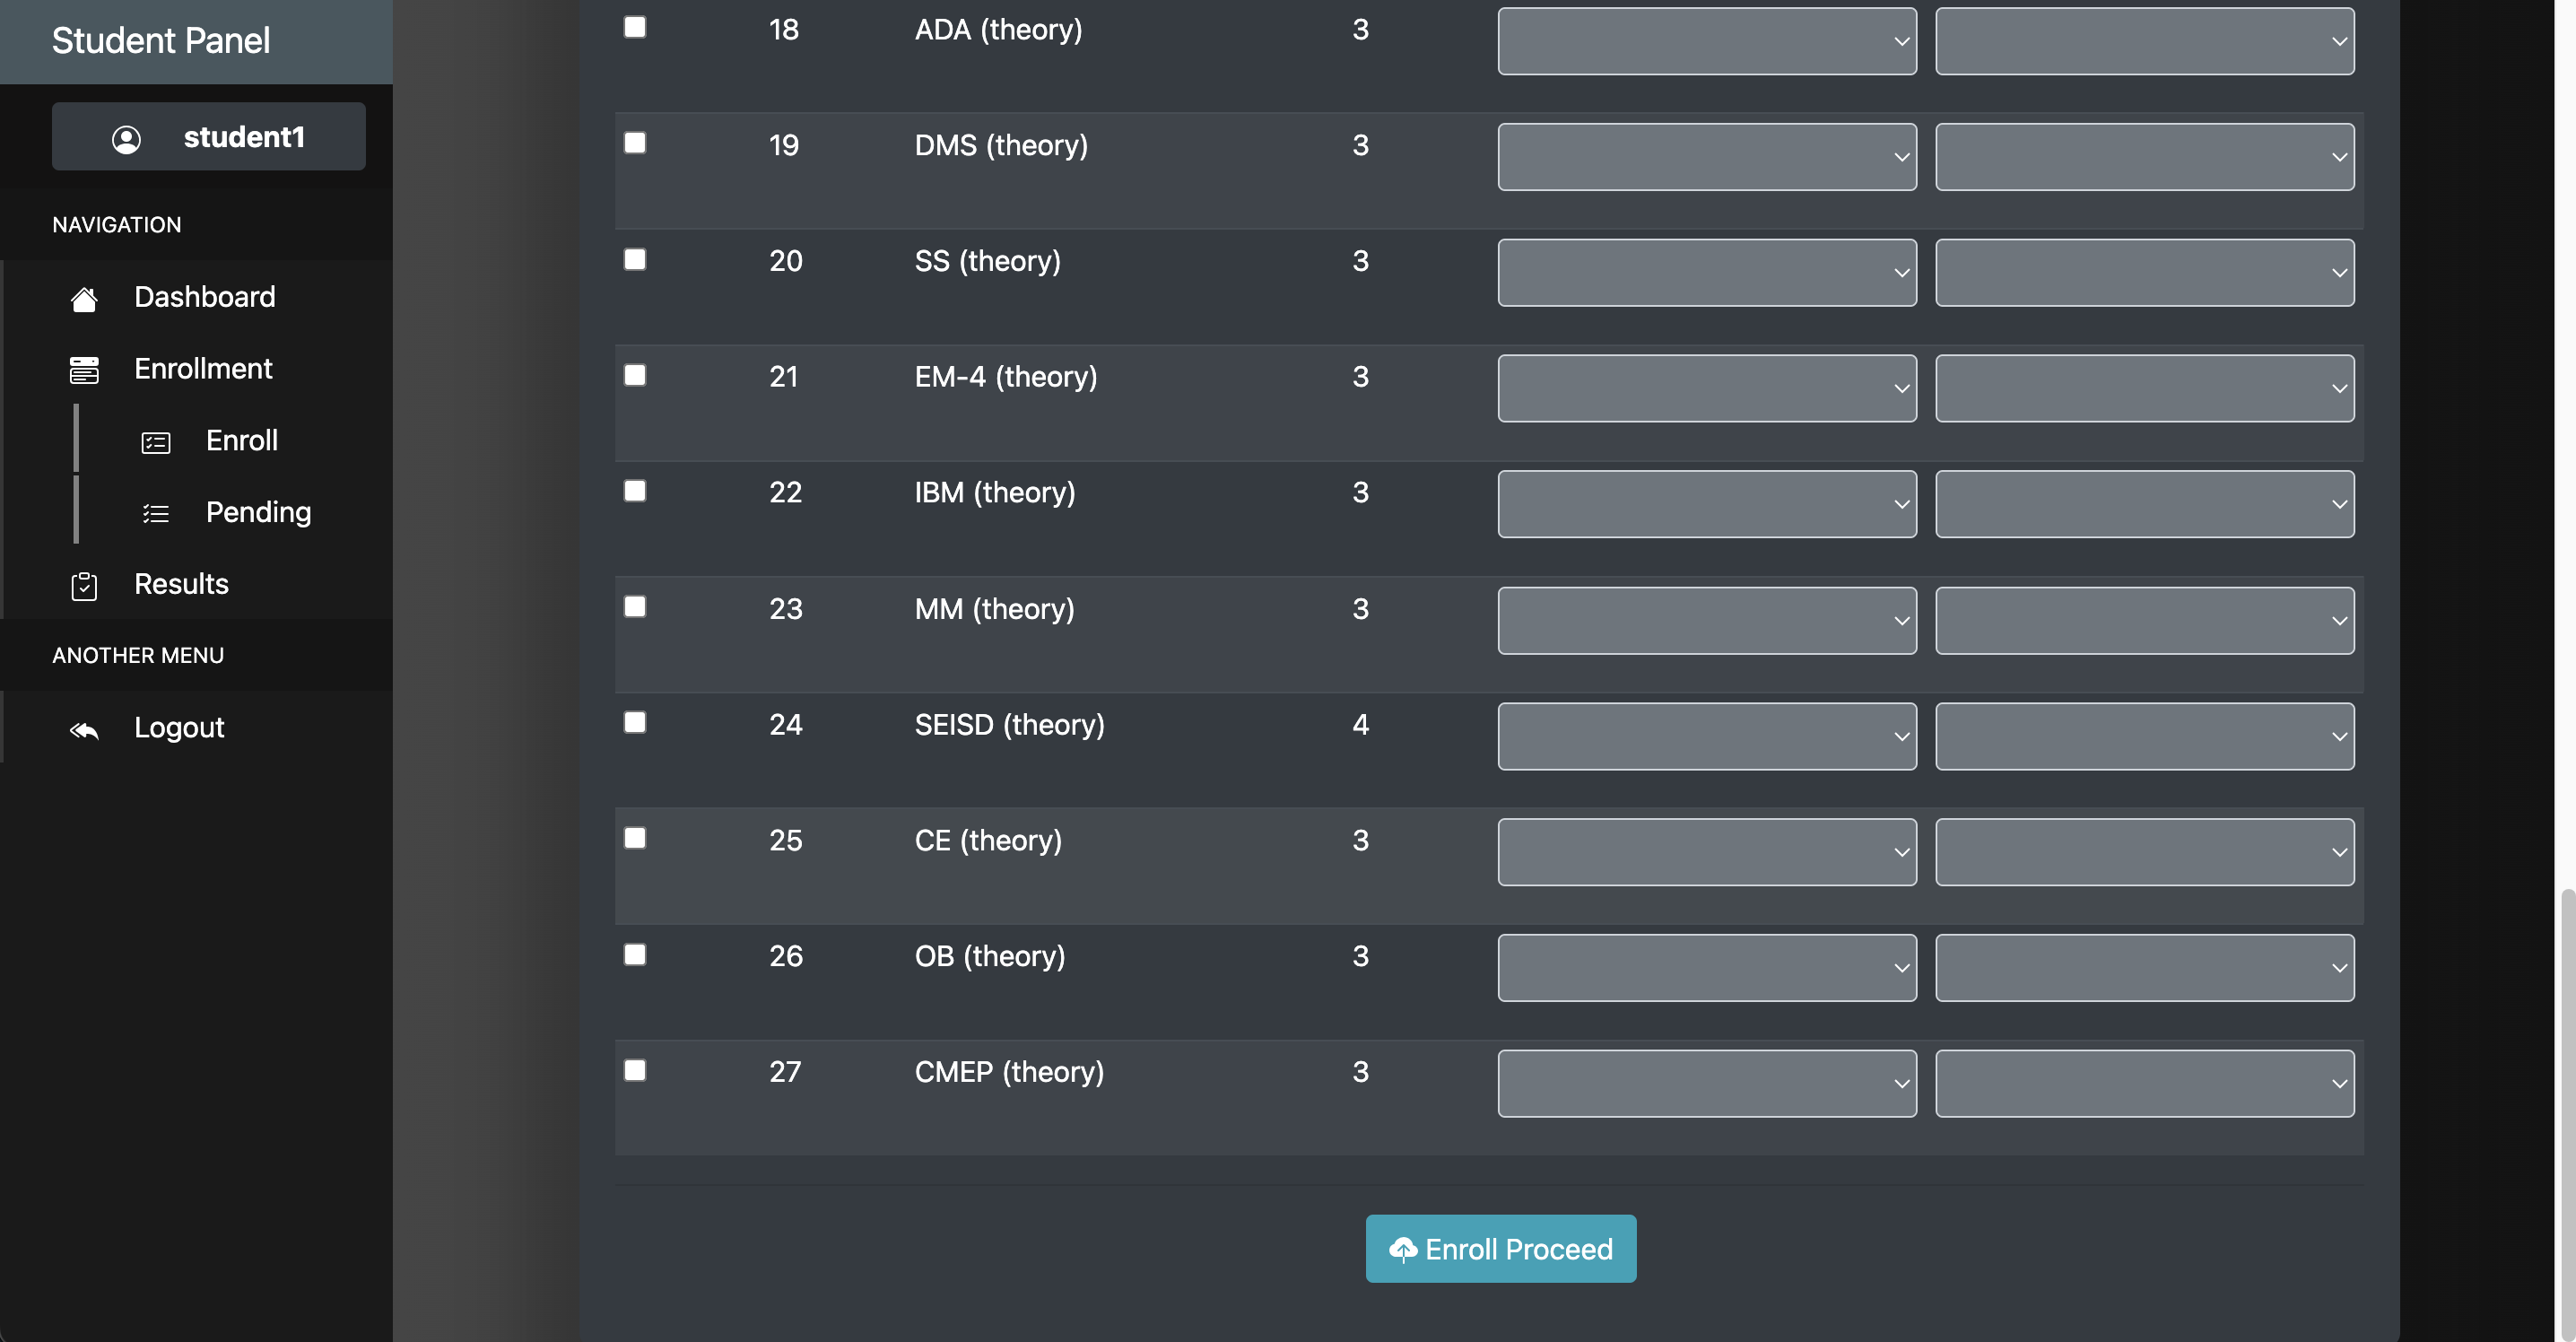 Student Panel
student1
NAVIGATION
Dashboard
Enrollment
Enroll
Pending
Results
ANOTHER MENU
Logout
18 ADA (theory) 3
19 DMS (theory) 3
20 SS (theory) 3
21 EM-4 (theory) 3
22 IBM (theory) 3
23 MM (theory) 3
24 SEISD (theory) 4
25 CE (theory) 3
26 OB (theory) 3
27 CMEP (theory) 3
Enroll Proceed